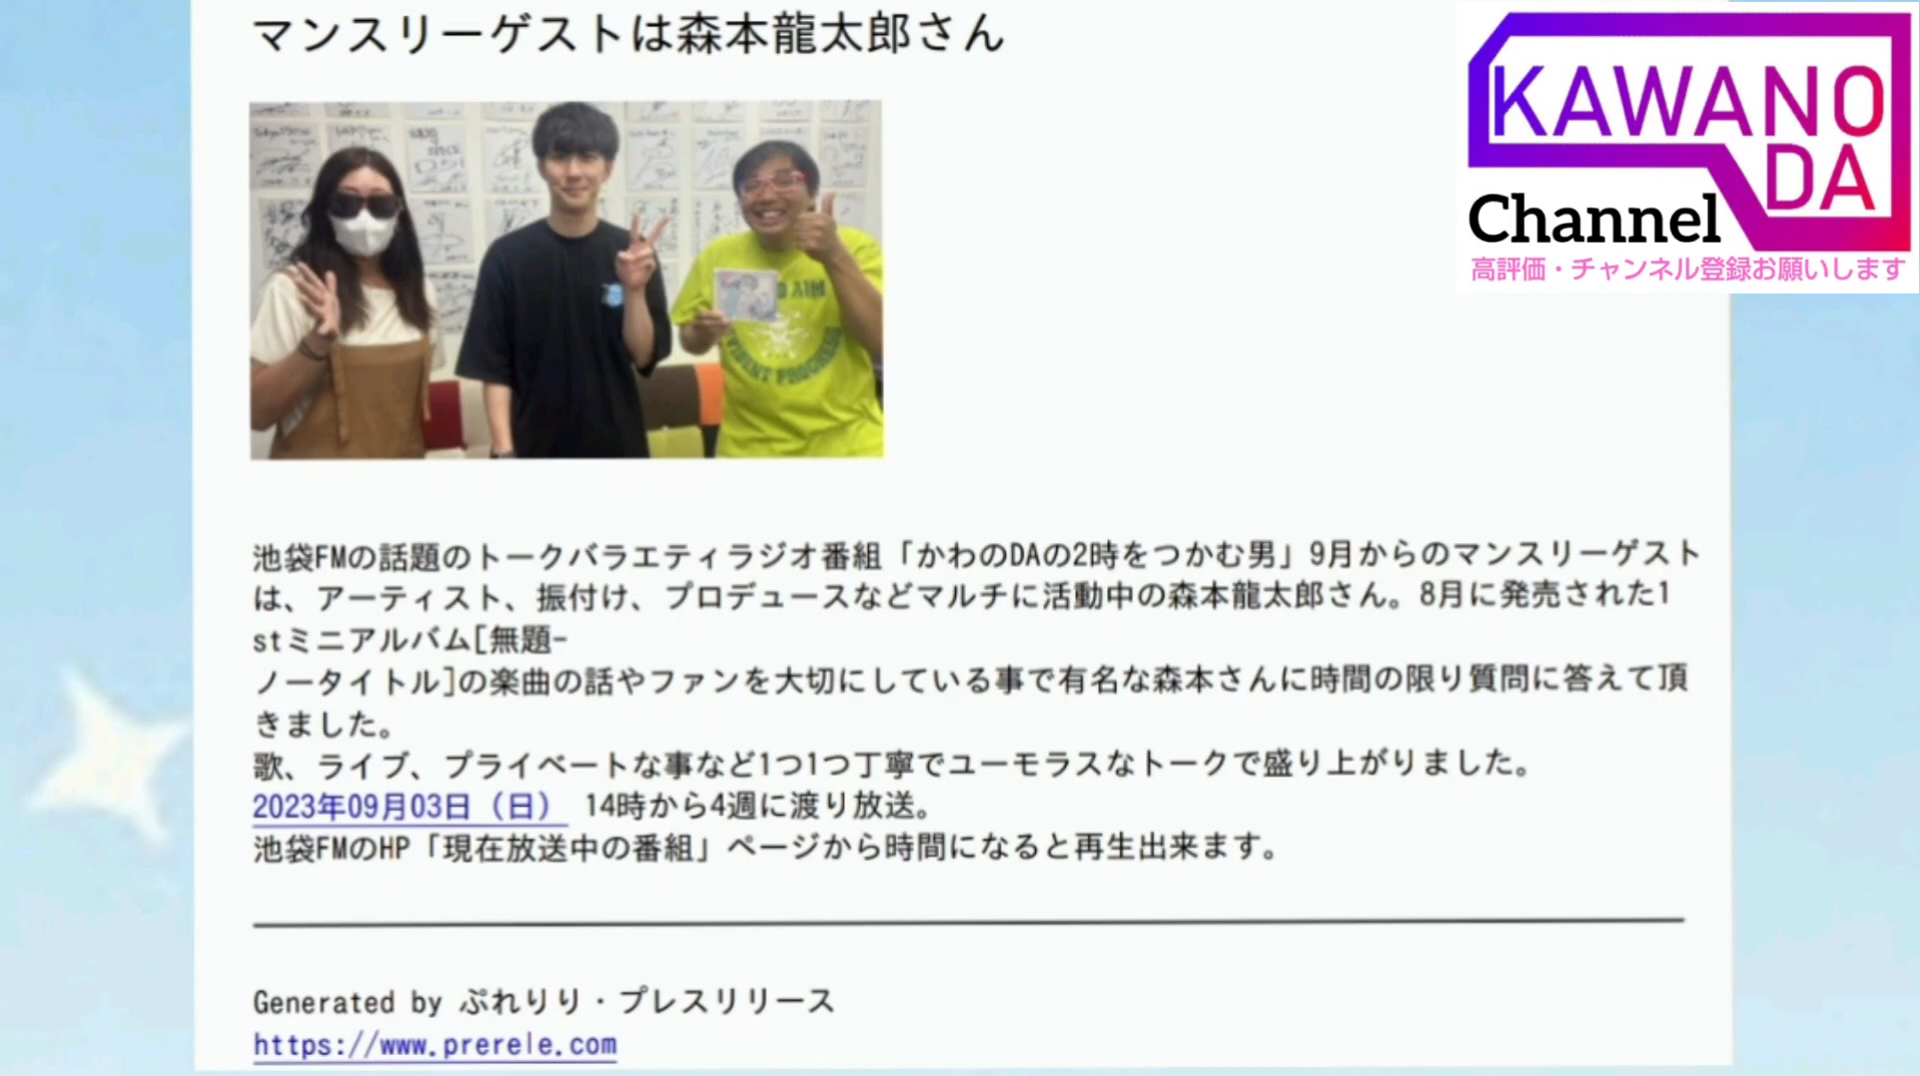 マンスリーゲストは森本龍太郎さん
KAWANO
DA
Channel
高評価・チャンネル登録お願いします
池袋FMの話題のトークバラエティラジオ番組「かわのDAの2時をつかむ男」9月からのマンスリーゲスト
は、アーティスト、振付け、プロデュースなどマルチに活動中の森本龍太郎さん。8月に発売された1
stミニアルバム[無題-
ノータイトル]の楽曲の話やファンを大切にしている事で有名な森本さんに時間の限り質問に答えて頂
きました。
歌、ライブ、プライベートな事など1つ1つ丁寧でユーモラスなトークで盛り上がりました。
2023年09月03日（日） 14時から4週に渡り放送。
池袋FMのHP「現在放送中の番組」ページから時間になると再生出来ます。
Generated by ぷれりり・プレスリリース
https://www.prerele.com